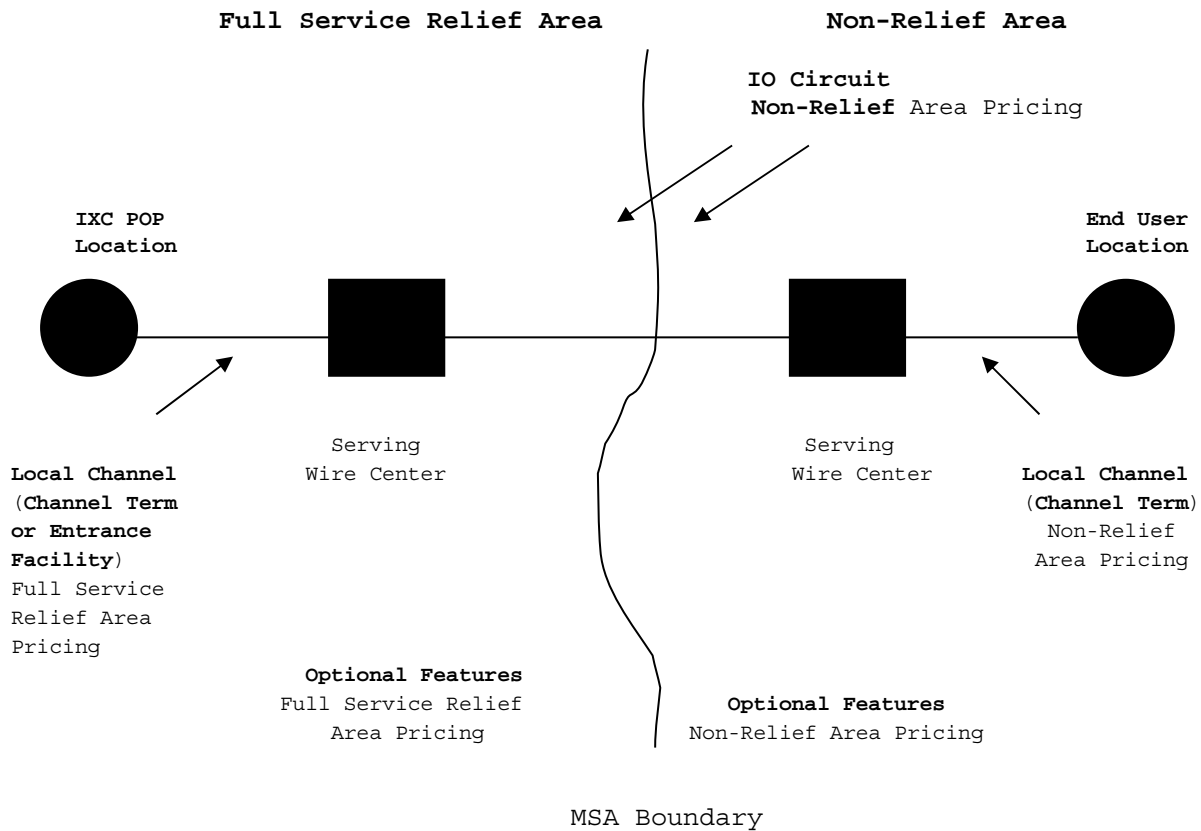 Full Service Relief Area
Non-Relief Area
IO Circuit
Non-Relief Area Pricing
IXC POP
Location
End User
Location
Serving
Wire Center
Serving
Wire Center
Local Channel
(Channel Term
or Entrance
Facility)
Full Service
Relief Area
Pricing
Local Channel
(Channel Term)
Non-Relief
Area Pricing
Optional Features
Full Service Relief
Area Pricing
Optional Features
Non-Relief Area Pricing
MSA Boundary